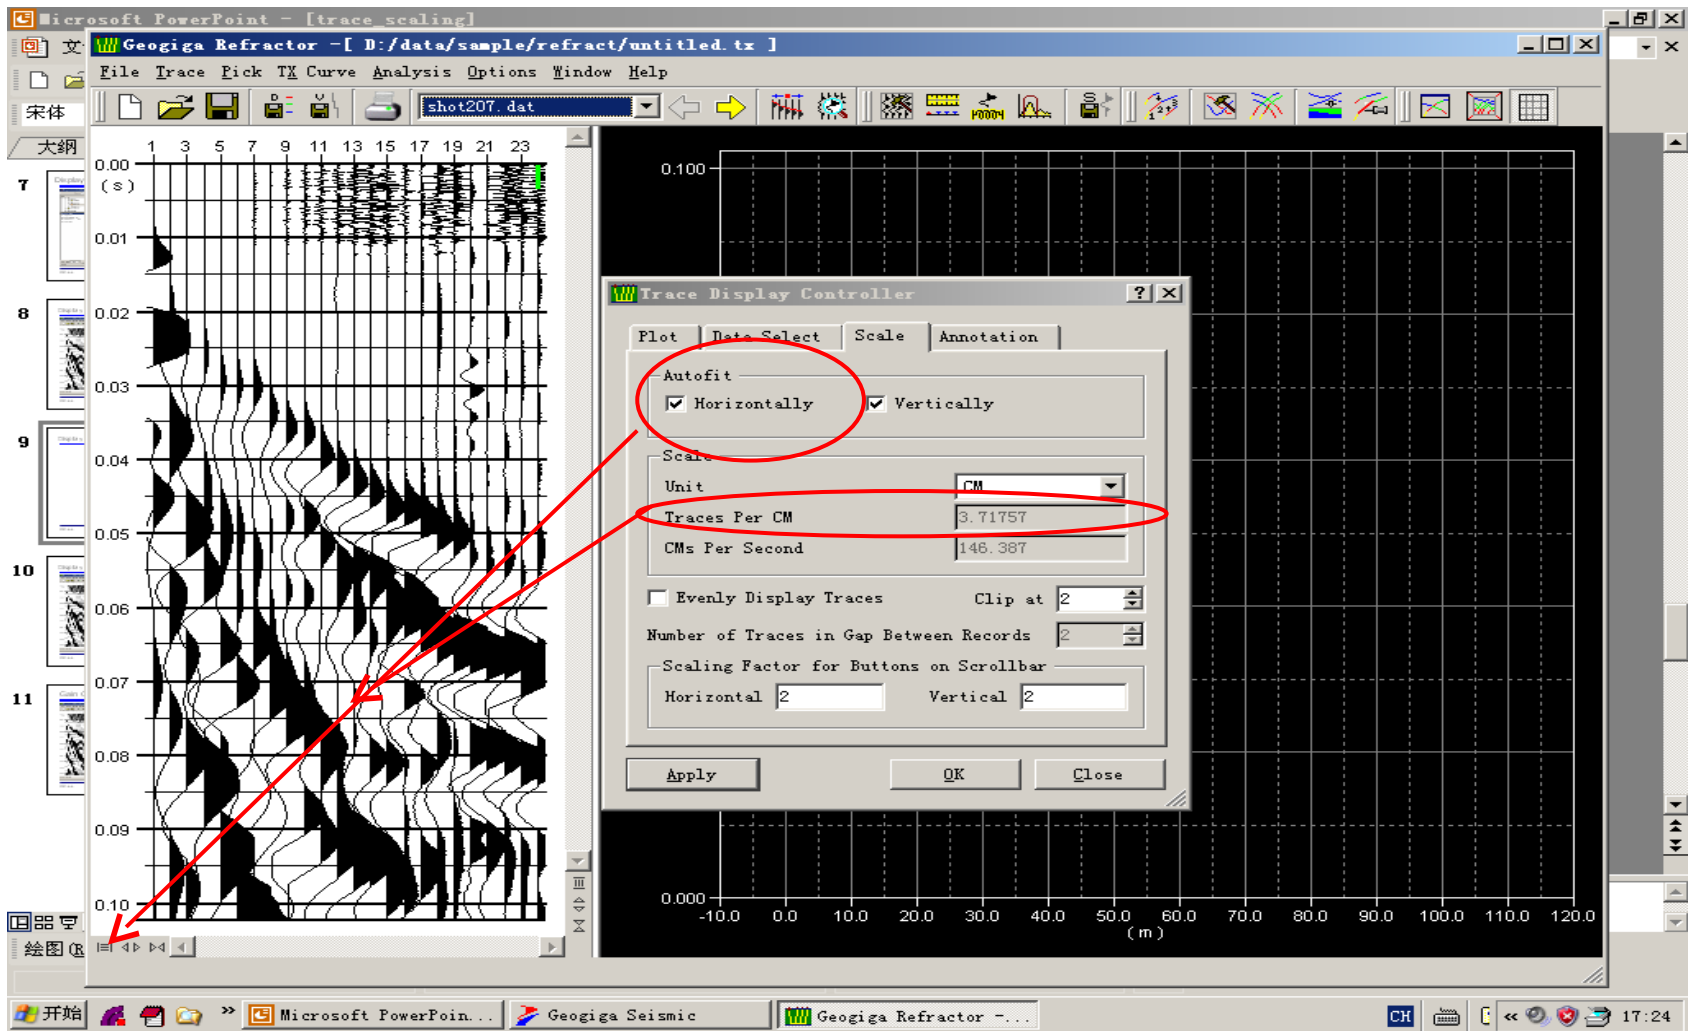 Microsoft PowerPoint - [trace_scaling]
文
Geogiga Refractor -[ D:/data/sample/refract/untitled.tx ]
File Trace Pick TX Curve Analysis Options Window Help
宋体
shot207.dat
大纲
1 3 5 7 9 11 13 15 17 19 21 23
0.00
(s)
0.01
0.02
0.03
0.04
0.05
0.06
0.07
0.08
0.09
0.10
7
8
9
10
11
0.100
0.000
-10.0 0.0 10.0 20.0 30.0 40.0 50.0 60.0 70.0 80.0 90.0 100.0 110.0 120.0
(m)
Trace Display Controller
Plot Data Select Scale Annotation
Autofit
Horizontally Vertically
Scale
Unit CM
Traces Per CM 3.71757
CMs Per Second 146.387
Evenly Display Traces Clip at 2
Number of Traces in Gap Between Records 2
Scaling Factor for Buttons on Scrollbar
Horizontal 2 Vertical 2
Apply OK Close
绘图(R
开始 » Microsoft PowerPoin... Geogiga Seismic Geogiga Refractor -... CH « 17:24